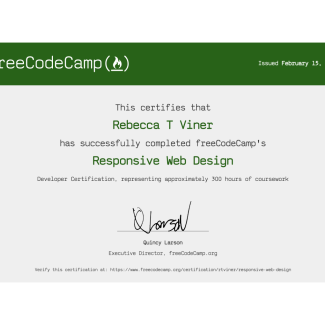 reeCodeCamp(🔥)
Issued February 15,
This certifies that
Rebecca T Viner
has successfully completed freeCodeCamp's
Responsive Web Design
Developer Certification, representing approximately 300 hours of coursework
QLarson
Quincy Larson
Executive Director, freeCodeCamp.org
Verify this certification at: https://www.freecodecamp.org/certification/rtviner/responsive-web-design